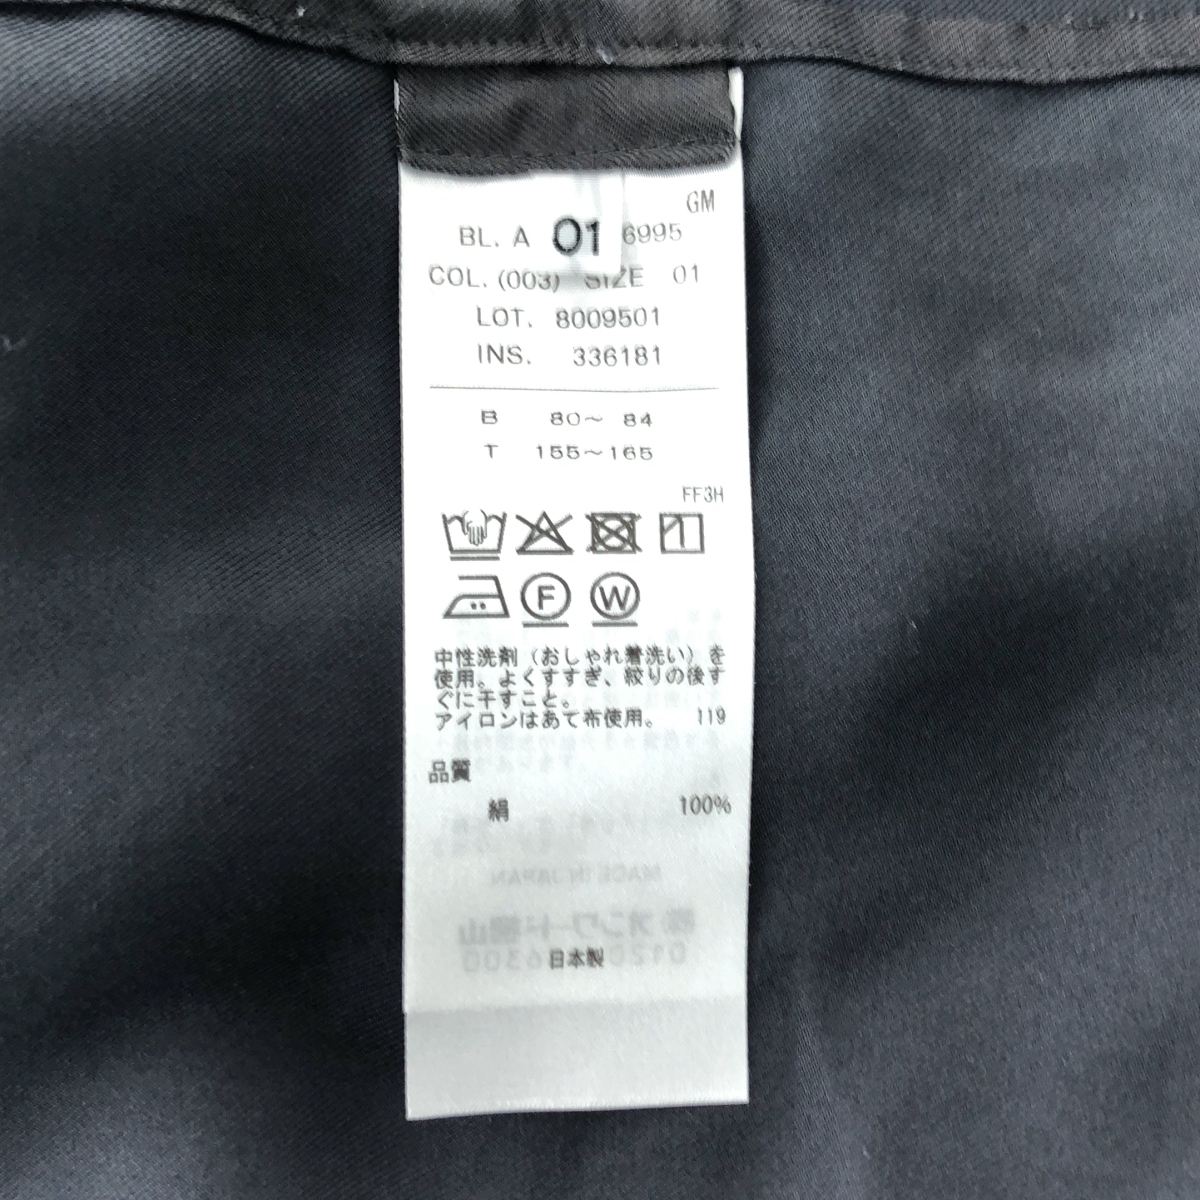 GM
BL. A 01 6995
COL. (003) SIZE 01
LOT. 8009501
INS. 336181
B 80～ 84
T 155～165
FF3H
F W
中性洗剤（おしゃれ着洗い）を
使用。よくすすぎ、絞りの後す
ぐに干すこと。
アイロンはあて布使用。 119
品質
絹 100%
MADE IN JAPAN
日本製